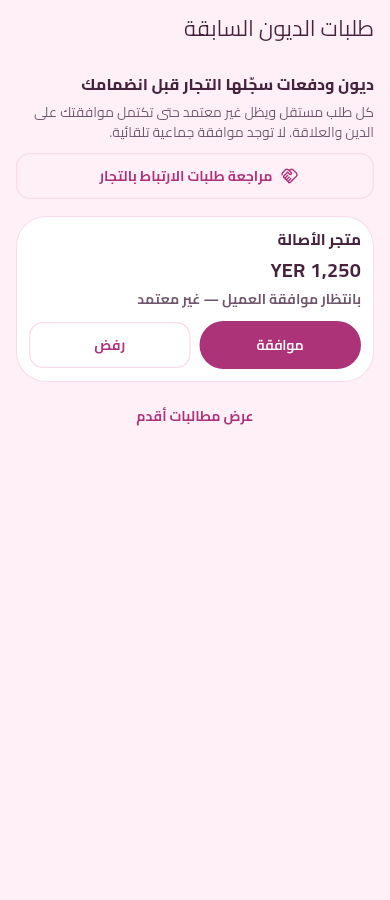 طلبات الديون السابقة
ديون ودفعات سجّلها التجار قبل انضمامك
كل طلب مستقل ويظل غير معتمد حتى تكتمل موافقتك على
الدين والعلاقة. لا توجد موافقة جماعية تلقائية.
مراجعة طلبات الارتباط بالتجار
متجر الأصالة
YER 1,250
بانتظار موافقة العميل — غير معتمد
موافقة
رفض
عرض مطالبات أقدم